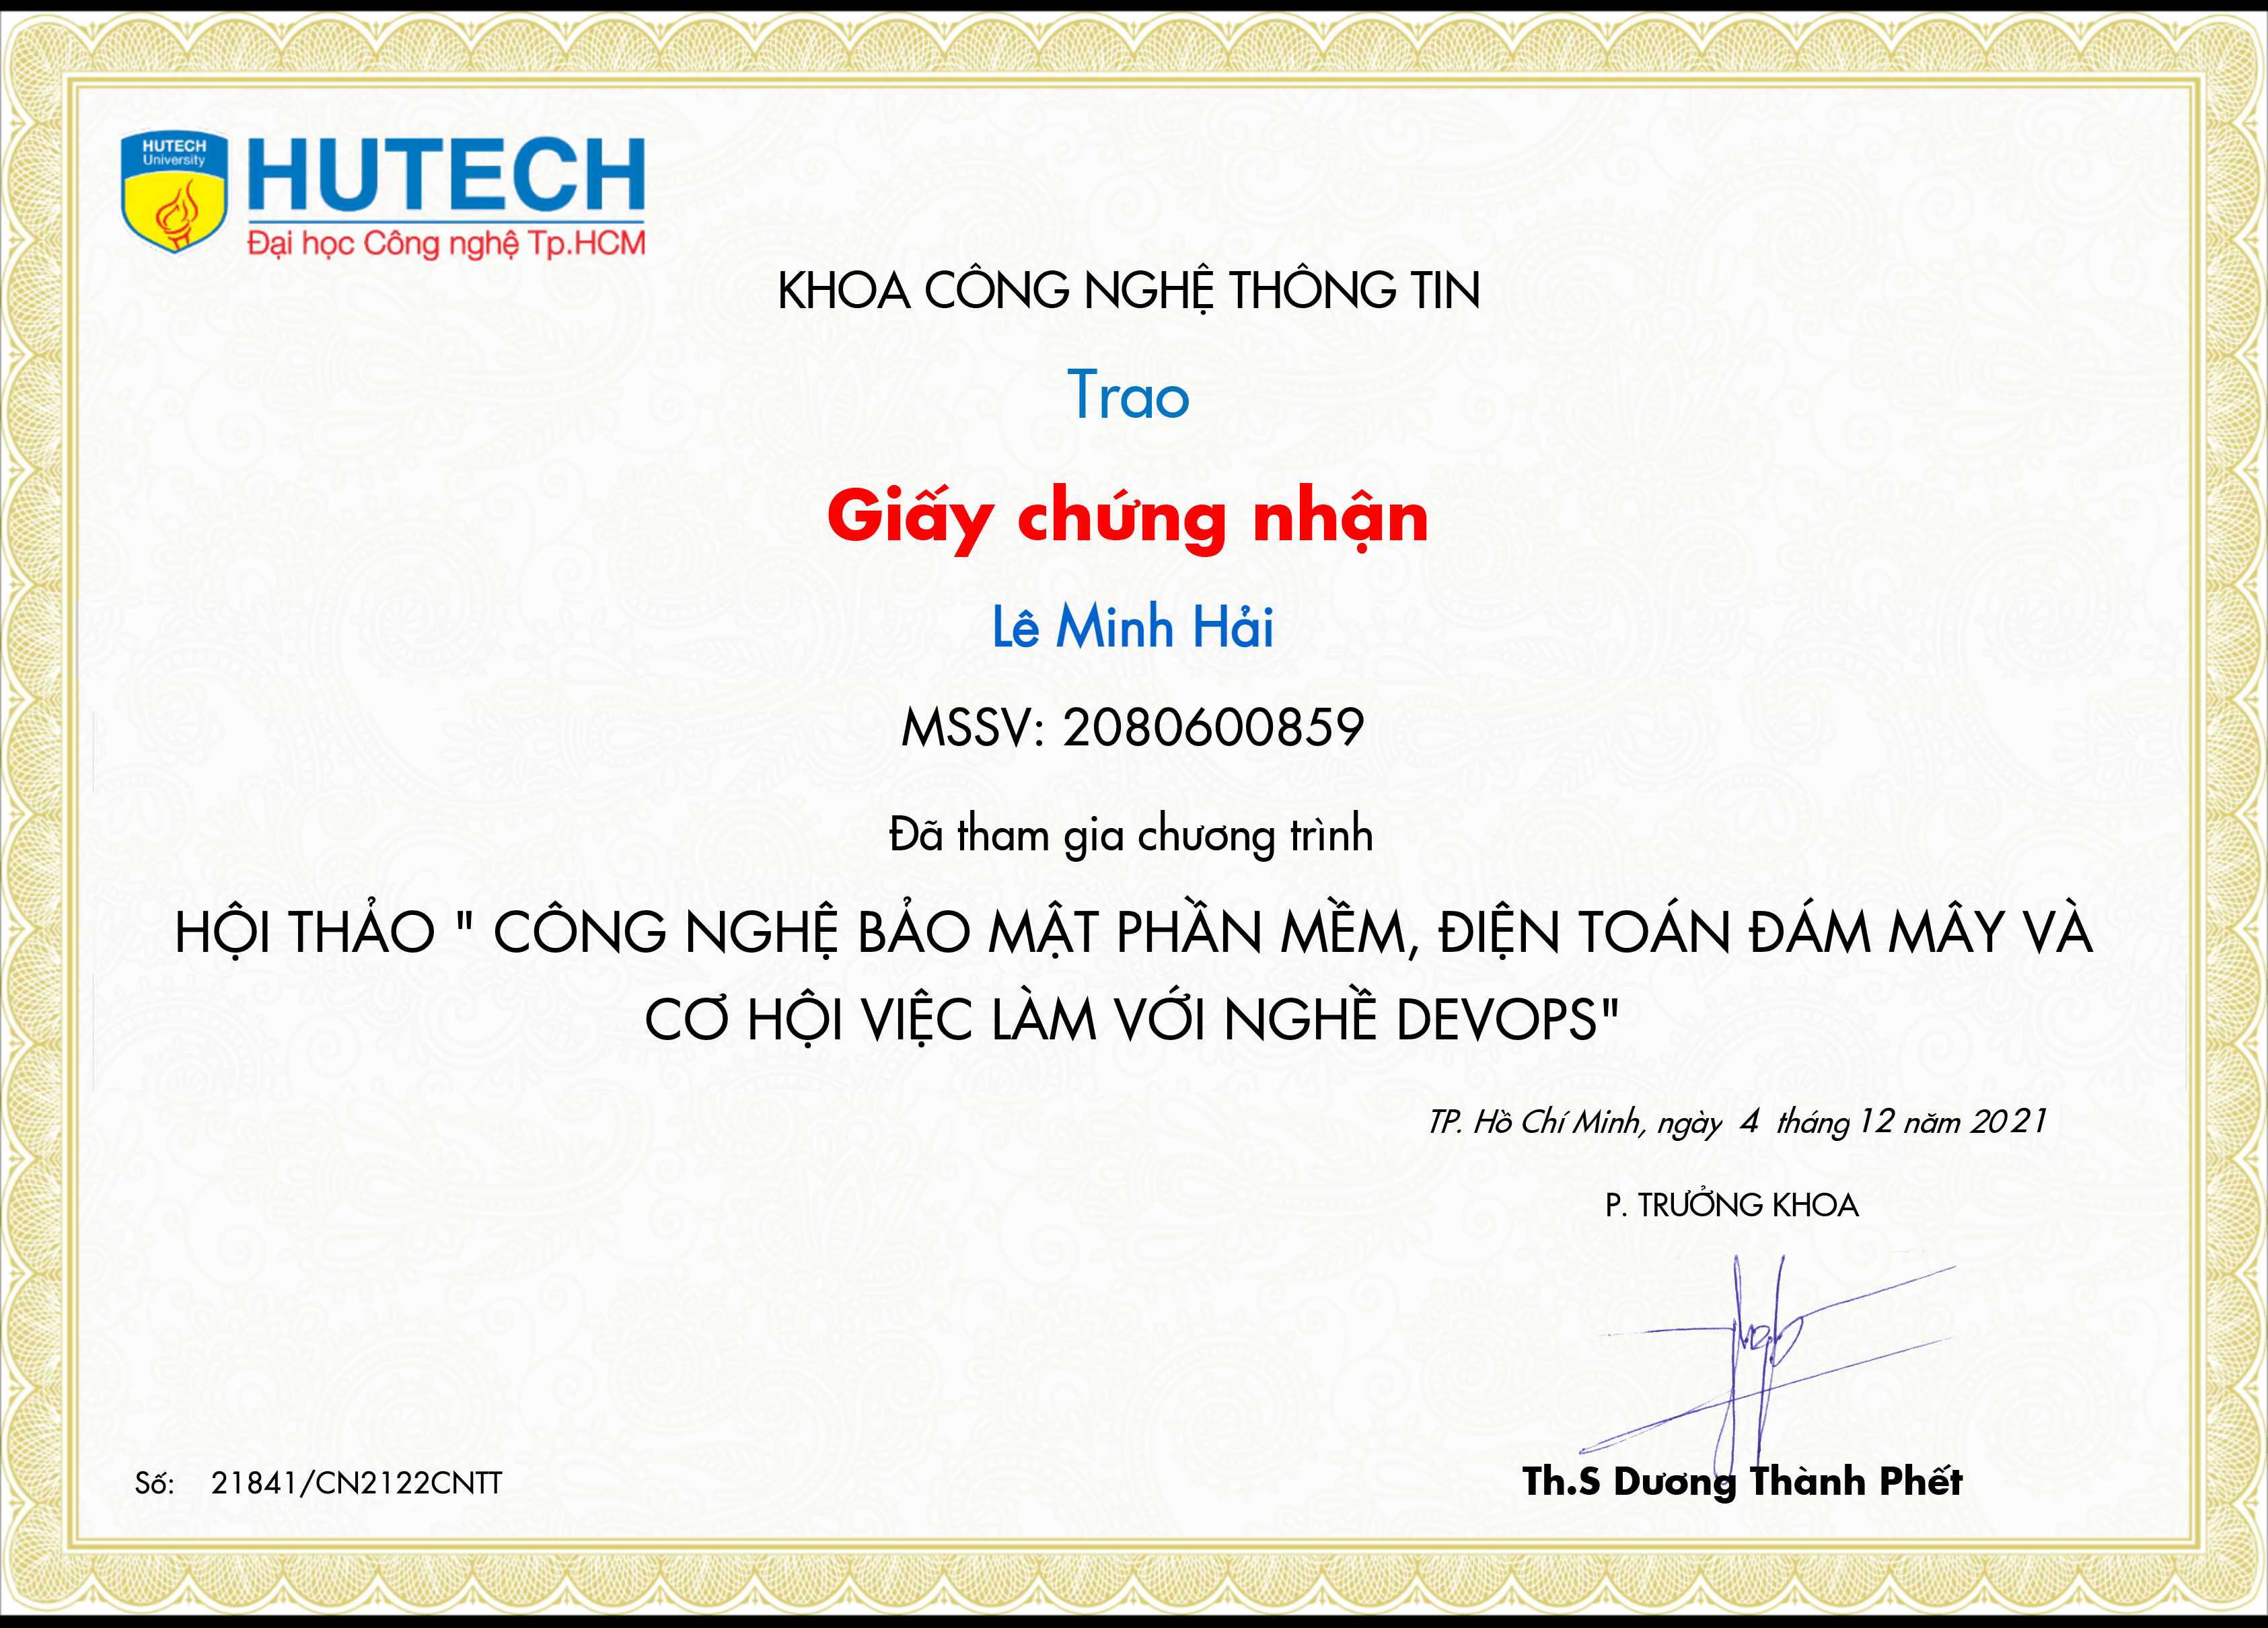 HUTECH
University
HUTECH
Đại học Công nghệ Tp.HCM
KHOA CÔNG NGHỆ THÔNG TIN
Trao
Giấy chứng nhận
Lê Minh Hải
MSSV: 2080600859
Đã tham gia chương trình
HỘI THẢO " CÔNG NGHỆ BẢO MẬT PHẦN MỀM, ĐIỆN TOÁN ĐÁM MÂY VÀ
CƠ HỘI VIỆC LÀM VỚI NGHỀ DEVOPS"
TP. Hồ Chí Minh, ngày 4 tháng 12 năm 2021
P. TRƯỞNG KHOA
Th.S Dương Thành Phết
Số: 21841/CN2122CNTT